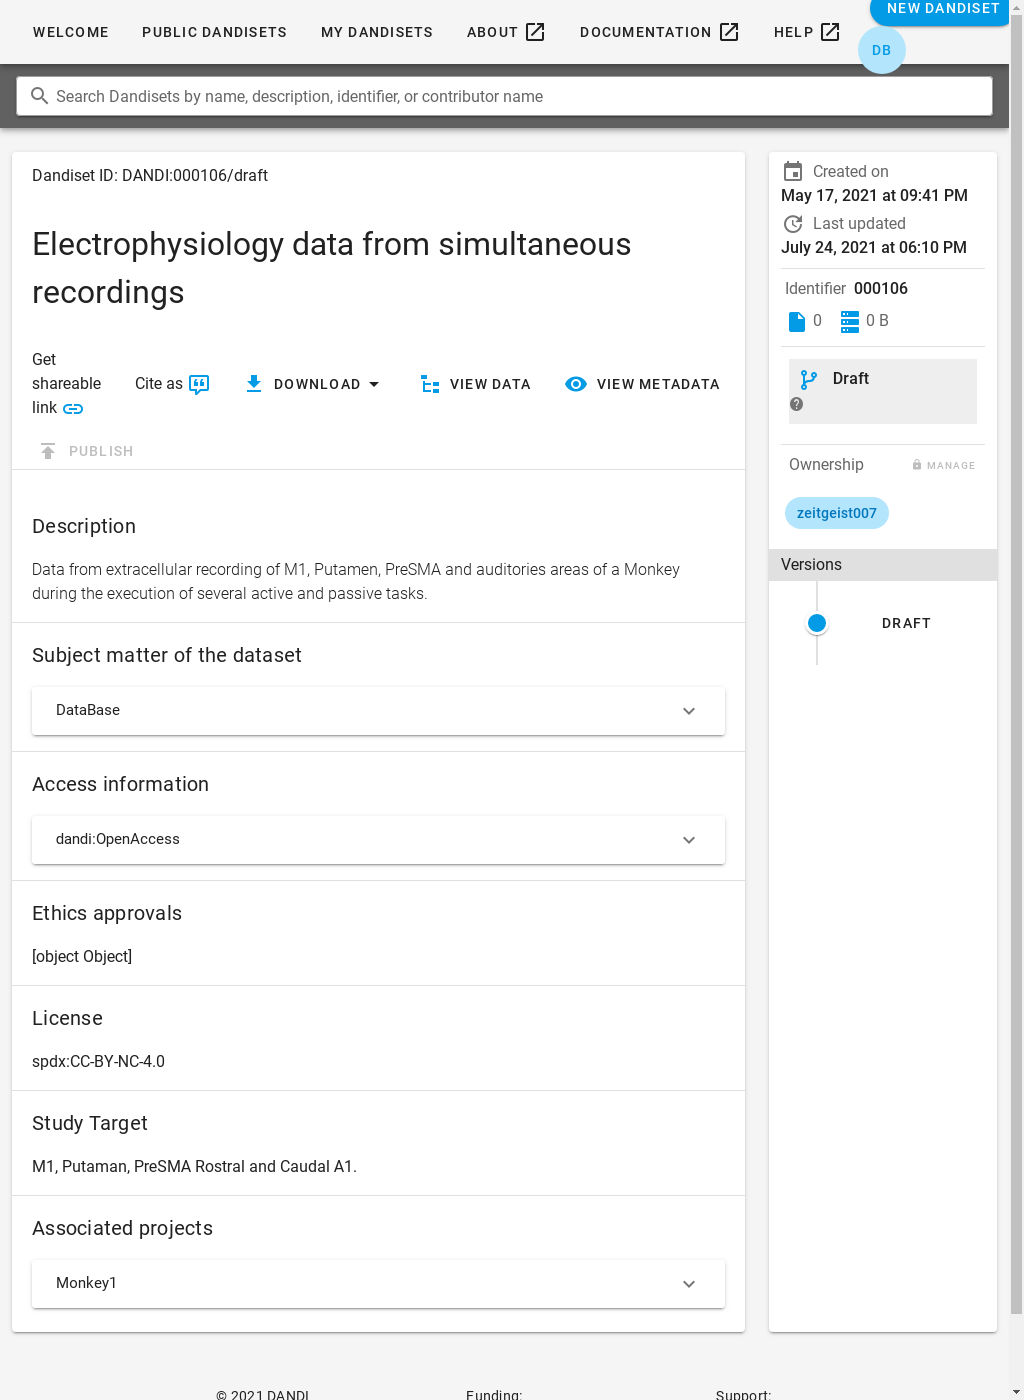 WELCOME PUBLIC DANDISETS MY DANDISETS ABOUT DOCUMENTATION HELP NEW DANDISET
DB
Search Dandisets by name, description, identifier, or contributor name
Dandiset ID: DANDI:000106/draft
Electrophysiology data from simultaneous
recordings
Get
shareable
link
Cite as
DOWNLOAD
VIEW DATA
VIEW METADATA
PUBLISH
Description
Data from extracellular recording of M1, Putamen, PreSMA and auditories areas of a Monkey
during the execution of several active and passive tasks.
Subject matter of the dataset
DataBase
Access information
dandi:OpenAccess
Ethics approvals
[object Object]
License
spdx:CC-BY-NC-4.0
Study Target
M1, Putaman, PreSMA Rostral and Caudal A1.
Associated projects
Monkey1
Created on
May 17, 2021 at 09:41 PM
Last updated
July 24, 2021 at 06:10 PM
Identifier 000106
0 0 B
Draft
Ownership MANAGE
zeitgeist007
Versions
DRAFT
© 2021 DANDI Funding: Support: